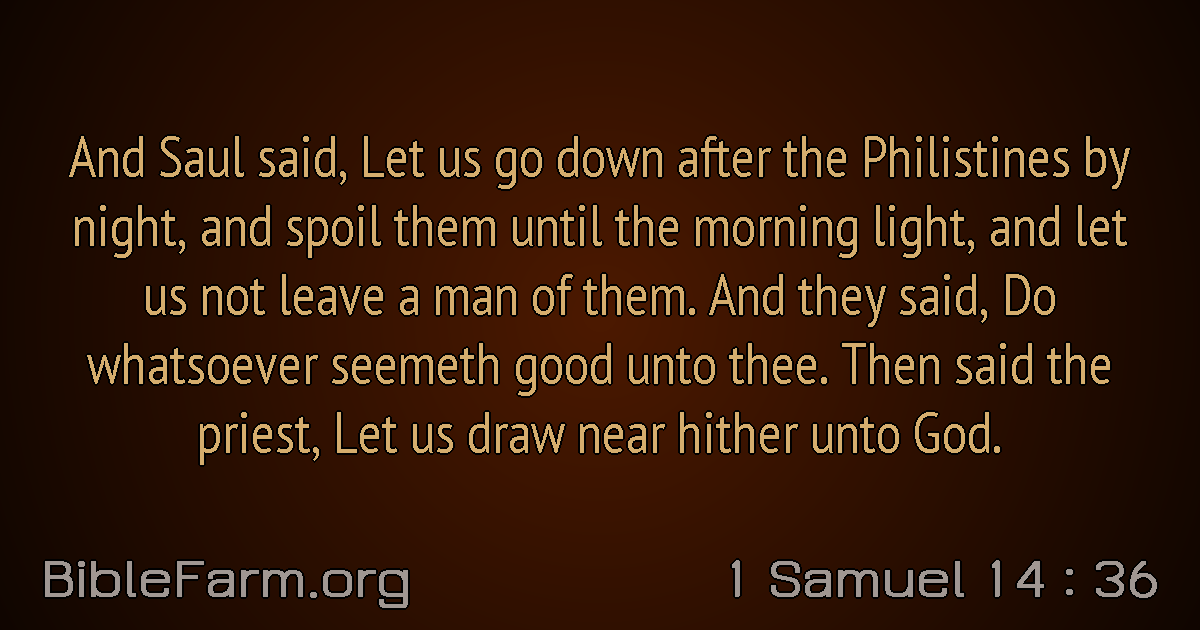 And Saul said, Let us go down after the Philistines by
night, and spoil them until the morning light, and let
us not leave a man of them. And they said, Do
whatsoever seemeth good unto thee. Then said the
priest, Let us draw near hither unto God.
BibleFarm.org
1 Samuel 14 : 36